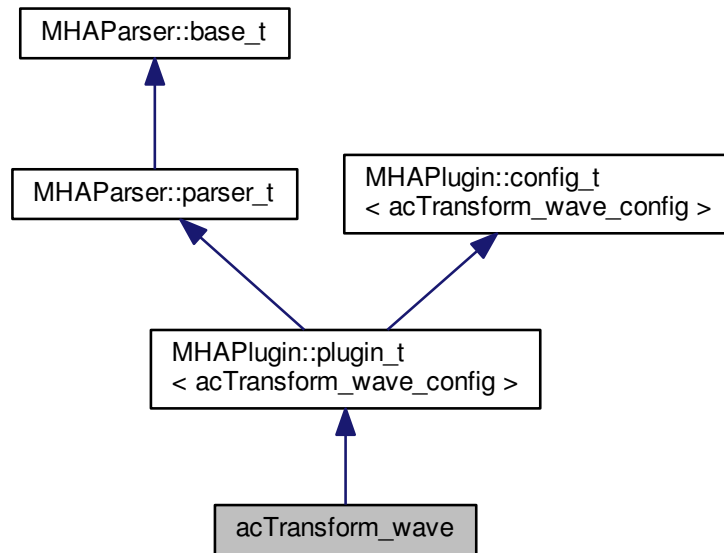 MHAParser::base_t
MHAParser::parser_t
MHAPlugin::config_t
< acTransform_wave_config >
MHAPlugin::plugin_t
< acTransform_wave_config >
acTransform_wave